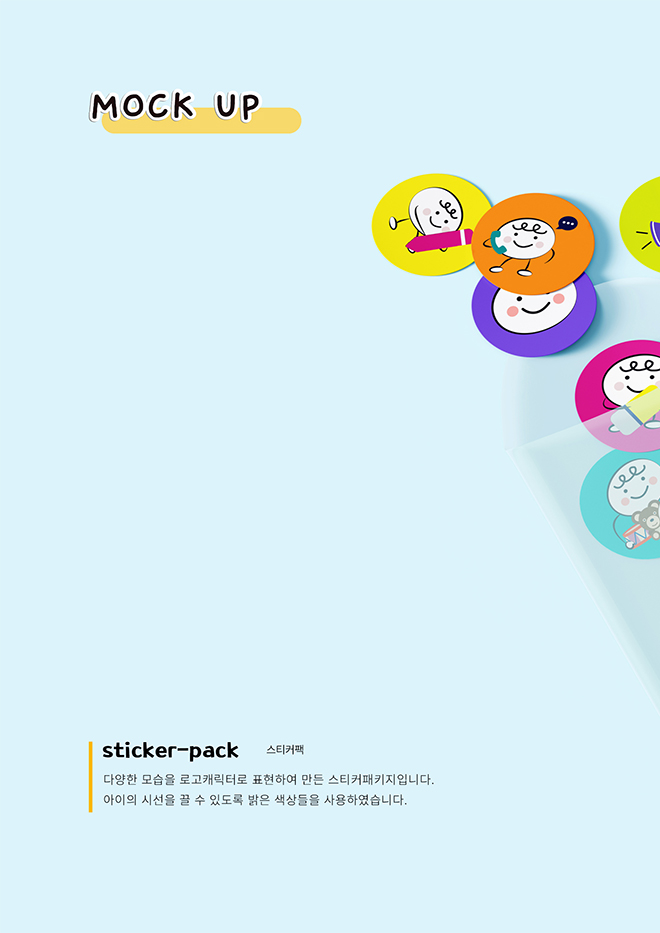 MOCK UP
sticker-pack 스티커팩
다양한 모습을 로고캐릭터로 표현하여 만든 스티커패키지입니다.
아이의 시선을 끌 수 있도록 밝은 색상들을 사용하였습니다.